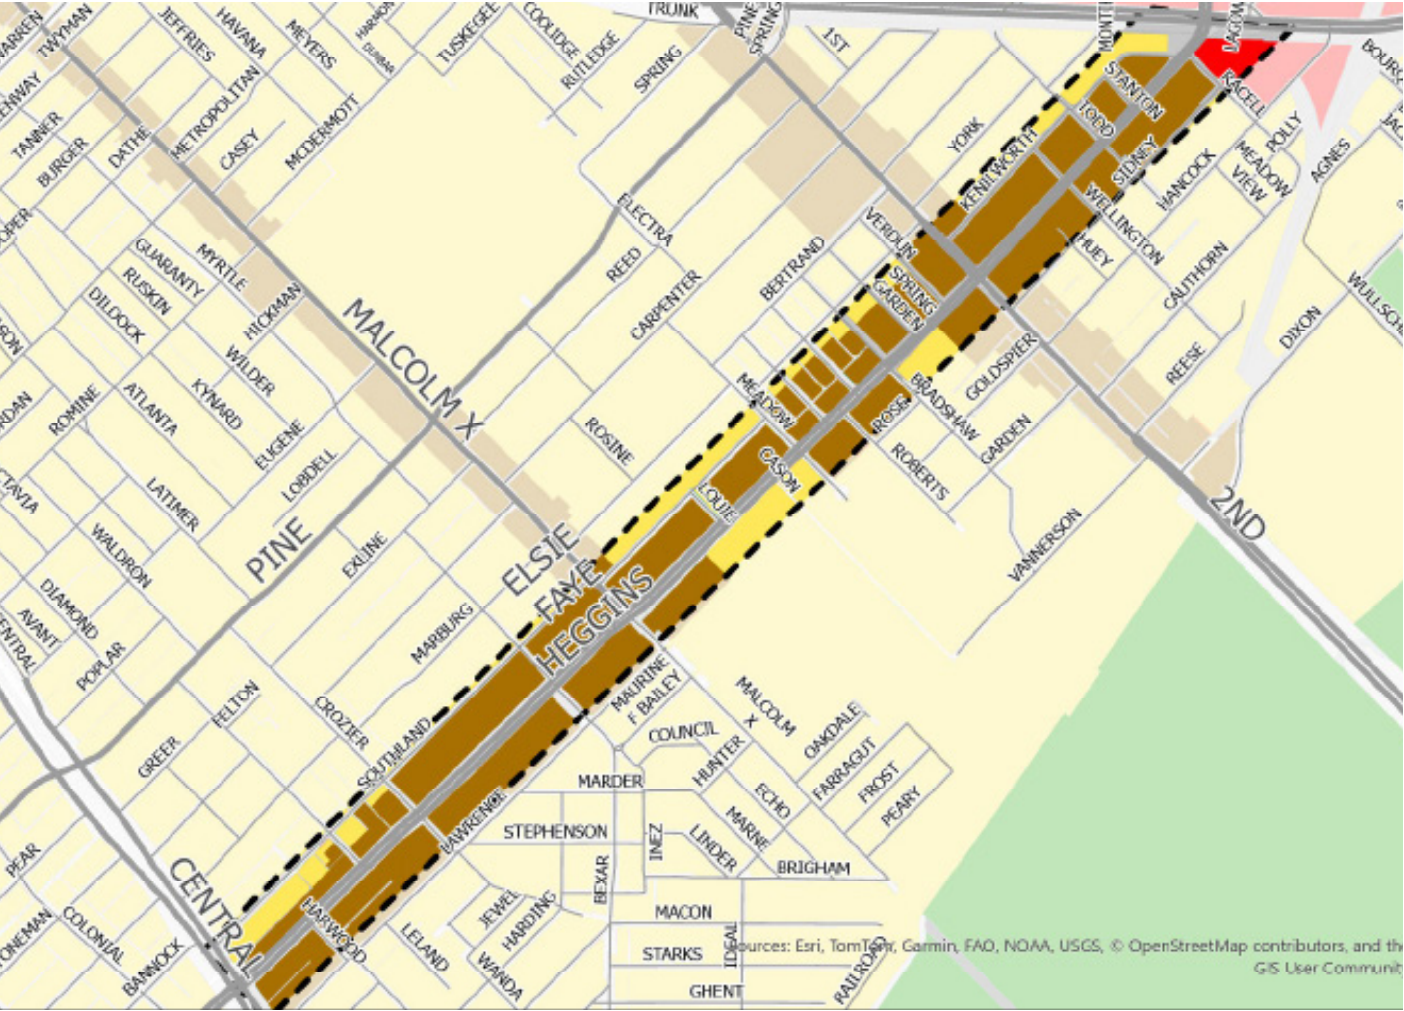 TRUNK
TWYMAN
JEFFRIES
HAVANA
MEYERS
DUNBAR
TUSKEGEE
COOLIDGE
RUTLEDGE
SPRING
PINE
SPRING
1ST
STANTON
TODD
RACELL
POLLY
AGNES
TANNER
BURGER
DATHE
METROPOLITAN
CASEY
MCDERMOTT
YORK
KENILWORTH
SIDNEY
HANCOCK
MEADOW
VIEW
WELLINGTON
HUEY
CAUTHORN
ELECTRA
REED
CARPENTER
BERTRAND
VERDUN
SPRING
GARDEN
GUARANTY
MYRTLE
RUSKIN
DILDOCK
HICKMAN
MALCOLM X
WILDER
KYNARD
ATLANTA
ROMINE
EUGENE
LOBDELL
LATIMER
WALDRON
PINE
EXLINE
ROSINE
MEADOW
CASON
LOUIE
ROSE
BRADSHAW
GOLDSPIER
GARDEN
ROBERTS
REESE
DIXON
2ND
VANNERSON
ELSIE
FAYE
HEGGINS
DIAMOND
AVANT
POPLAR
MARBURG
FELTON
CROZIER
GREER
SOUTHLAND
MAURINE
F BAILEY
MALCOLM
X
COUNCIL
HUNTER
OAKDALE
FARRAGUT
FROST
PEARY
ECHO
MARNE
LINDER
BRIGHAM
MARDER
LAWRENCE
STEPHENSON
INEZ
BEXAR
PEAR
CENTRAL
COLONIAL
BANNOCK
HARWOOD
LELAND
JEWEL
HARDING
WANDA
MACON
STARKS
IDEAL
GHENT
RAILROAD
Sources: Esri, TomTom, Garmin, FAO, NOAA, USGS, © OpenStreetMap contributors, and the
GIS User Community